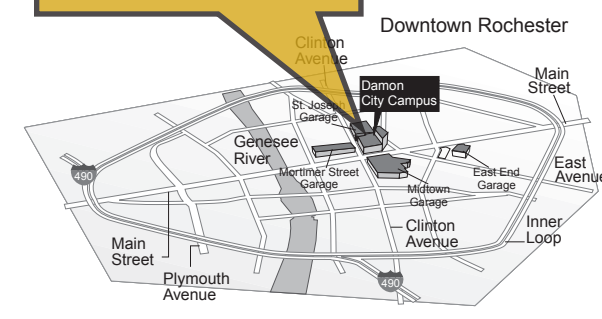 Downtown Rochester
Clinton
Avenue
Main
Street
Damon
City Campus
St. Joseph
Garage
Genesee
River
Mortimer Street
Garage
East End
Garage
East
Avenue
490
Midtown
Garage
Clinton
Avenue
Inner
Loop
Main
Street
Plymouth
Avenue
490